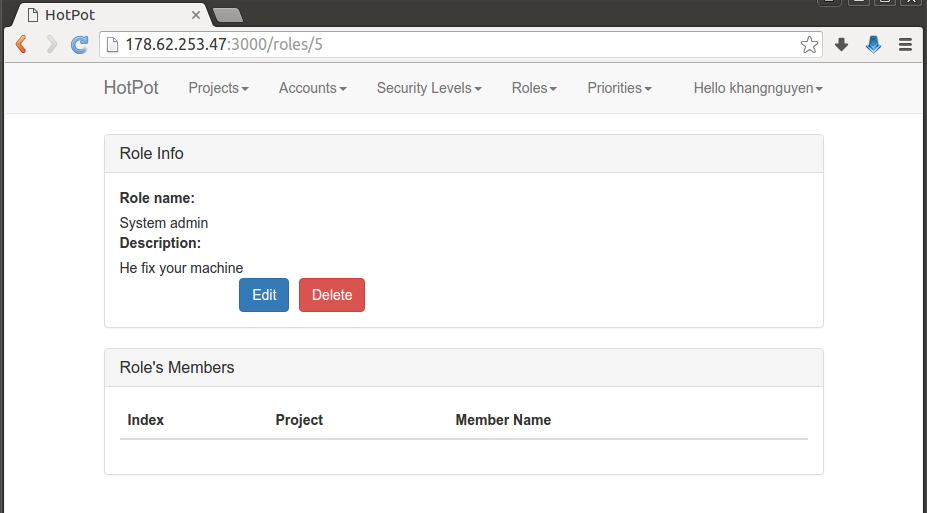 HotPot
178.62.253.47:3000/roles/5
HotPot Projects Accounts Security Levels Roles Priorities Hello khangnguyen
Role Info
Role name:
System admin
Description:
He fix your machine
Edit Delete
Role's Members
Index Project Member Name